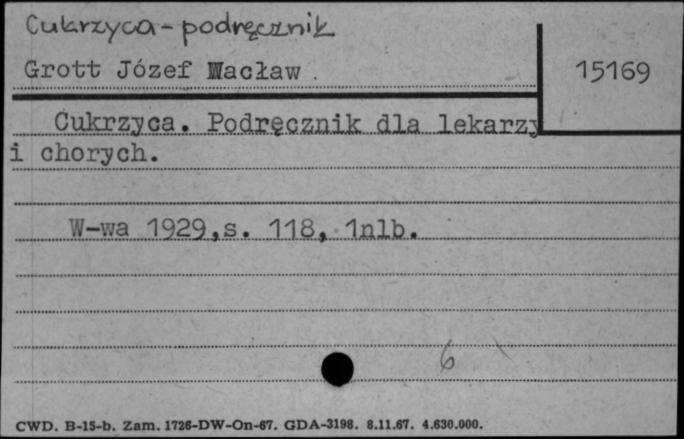 Cukrzyca - podręcznik
Grott Józef Wacław
15169
Cukrzyca. Podręcznik dla lekarzy
i chorych.
W-wa 1929,s. 118, 1nlb.
6
CWD. B-15-b. Zam. 1726-DW-On-67. GDA-3198. 8.11.67. 4.630.000.